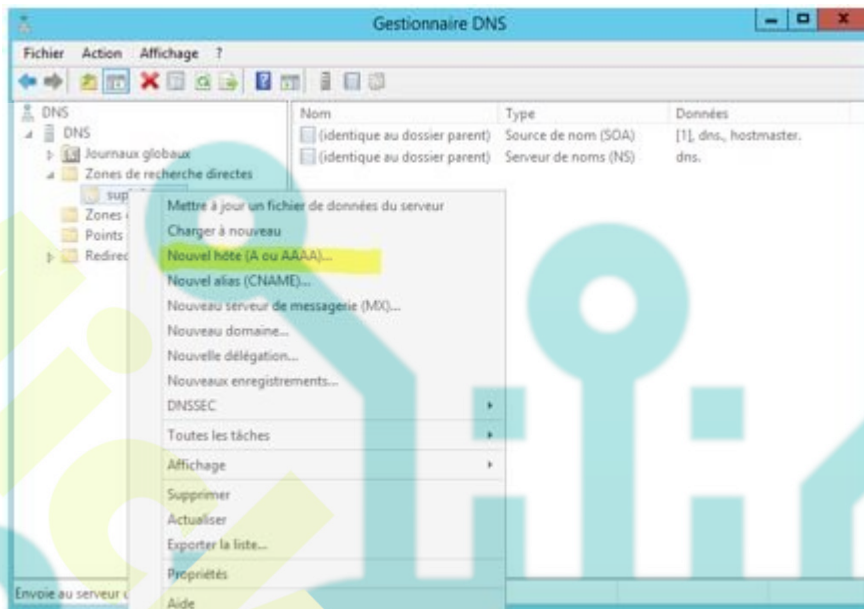 Gestionnaire DNS
Fichier Action Affichage ?
DNS
DNS
Journaux globaux
Zones de recherche directes
Zones
Points
Nom Type Données
(identique au dossier parent) Source de nom (SOA) [1], dns., hostmaster.
(identique au dossier parent) Serveur de noms (NS) dns.
Mettre à jour un fichier de données du serveur
Charger à nouveau
Nouvel hôte (A ou AAAA)...
Nouvel alias (CNAME)...
Nouveau serveur de messagerie (MX)...
Nouveau domaine...
Nouvelle délégation...
Nouveaux enregistrements...
DNSSEC
Toutes les tâches
Affichage
Supprimer
Actualiser
Exporter la liste...
Propriétés
Aide
Envoie au serveur